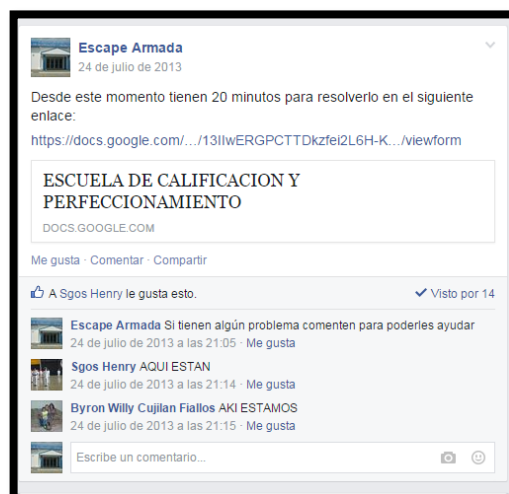 Escape Armada
24 de julio de 2013
Desde este momento tienen 20 minutos para resolverlo en el siguiente
enlace:
https://docs.google.com/.../13IIwERGPCTTDkzfei2L6H-K.../viewform
ESCUELA DE CALIFICACION Y
PERFECCIONAMIENTO
DOCS.GOOGLE.COM
Me gusta · Comentar · Compartir
A Sgos Henry le gusta esto.
Visto por 14
Escape Armada Si tienen algún problema comenten para poderles ayudar
24 de julio de 2013 a las 21:05 · Me gusta
Sgos Henry AQUI ESTAN
24 de julio de 2013 a las 21:14 · Me gusta
Byron Willy Cujilan Fiallos AKI ESTAMOS
24 de julio de 2013 a las 21:15 · Me gusta
Escribe un comentario...